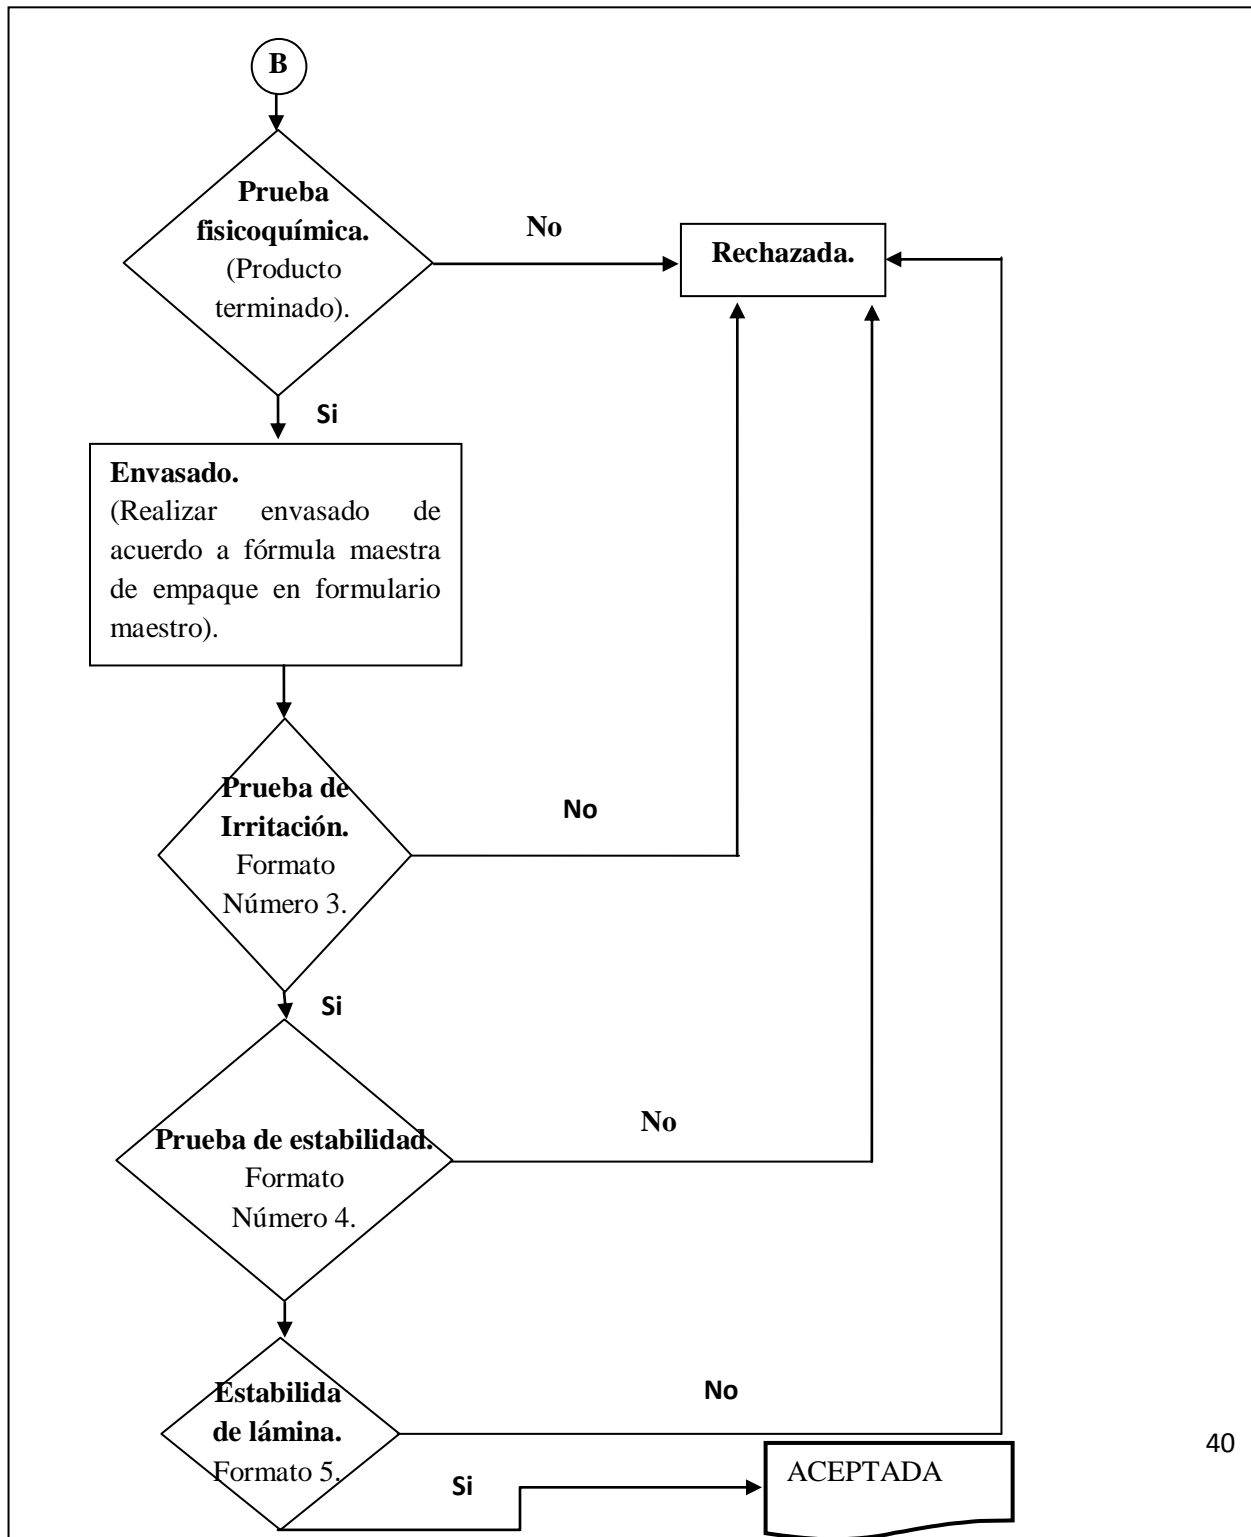 B
Prueba
fisicoquímica.
(Producto
terminado).
No
Rechazada.
Si
Envasado.
(Realizar envasado de
acuerdo a fórmula maestra
de empaque en formulario
maestro).
Prueba de
Irritación.
Formato
Número 3.
No
Si
Prueba de estabilidad.
Formato
Número 4.
No
Estabilida
de lámina.
Formato 5.
No
Si
ACEPTADA
40